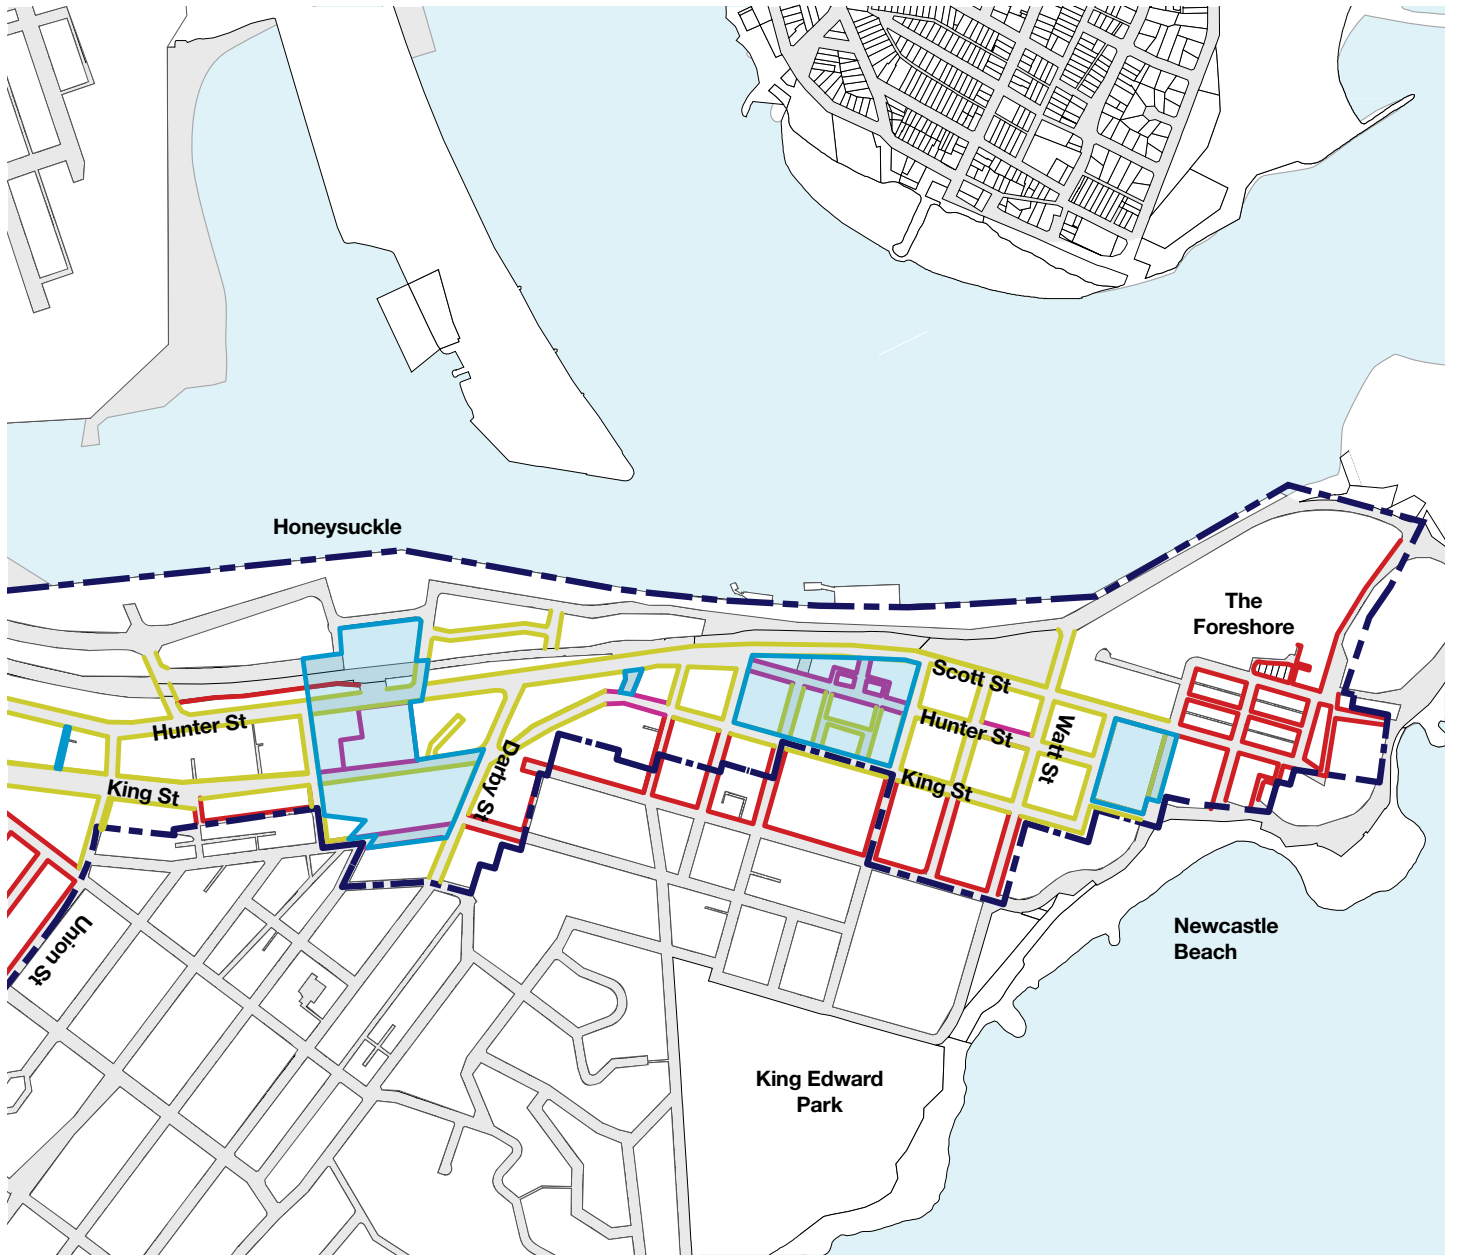 Honeysuckle
The
Foreshore
Scott St
Hunter St
Hunter St
Watt St
Darby St
King St
King St
Union St
Newcastle
Beach
King Edward
Park